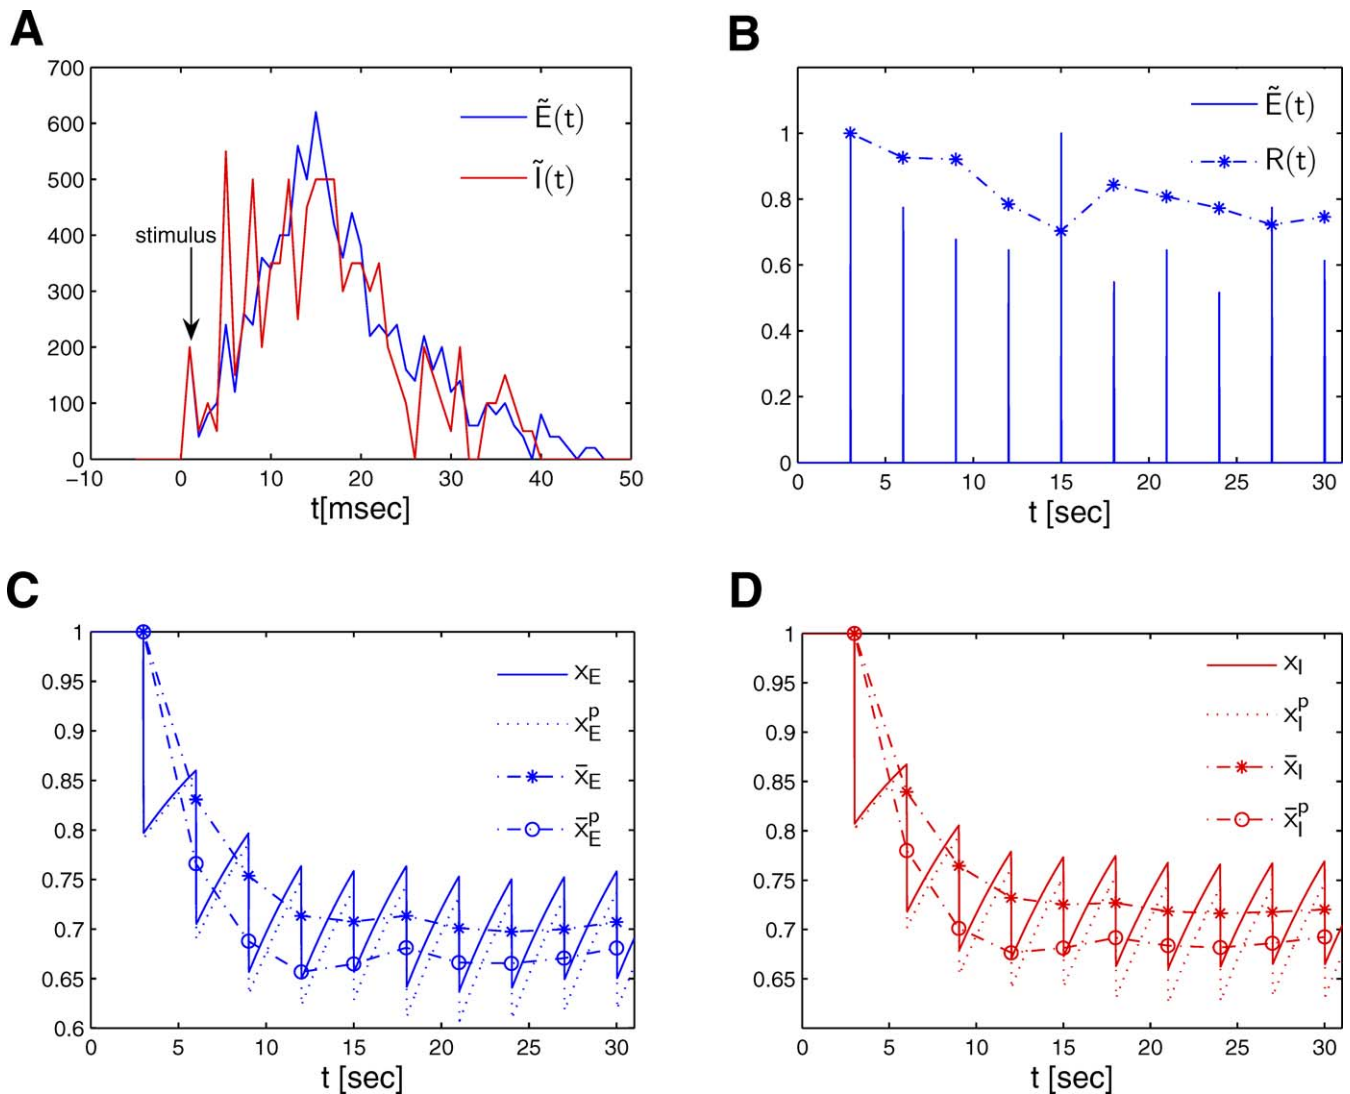 A
700
600
500
400
300
200
100
0
−10 0 10 20 30 40 50
t[msec]
stimulus
Ẽ(t)
Ĩ(t)
B
1
0.8
0.6
0.4
0.2
0
0 5 10 15 20 25 30
t [sec]
Ẽ(t)
R(t)
C
1
0.95
0.9
0.85
0.8
0.75
0.7
0.65
0.6
0 5 10 15 20 25 30
t [sec]
x_E
x_E^p
x̄_E
x̄_E^p
D
1
0.95
0.9
0.85
0.8
0.75
0.7
0.65
0 5 10 15 20 25 30
t [sec]
x_I
x_I^p
x̄_I
x̄_I^p